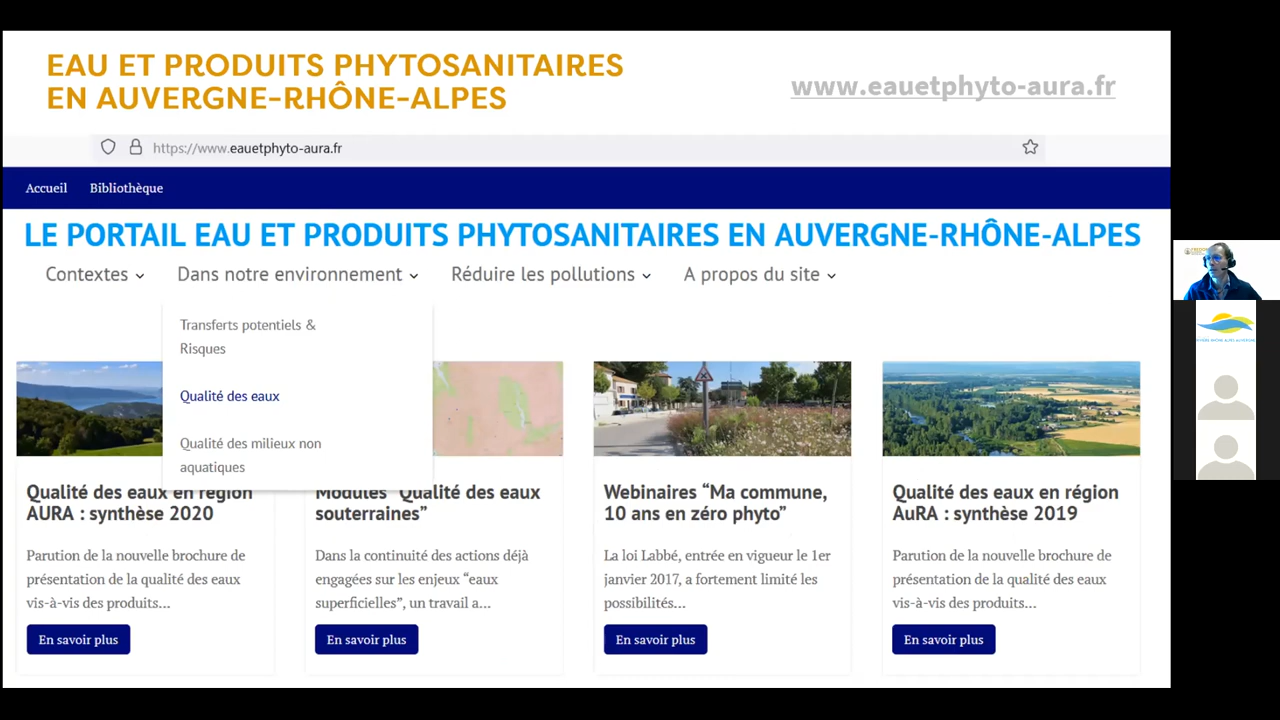 EAU ET PRODUITS PHYTOSANITAIRES
EN AUVERGNE-RHÔNE-ALPES
www.eauetphyto-aura.fr
https://www.eauetphyto-aura.fr
Accueil Bibliothèque
LE PORTAIL EAU ET PRODUITS PHYTOSANITAIRES EN AUVERGNE-RHÔNE-ALPES
Contextes Dans notre environnement Réduire les pollutions A propos du site
Transferts potentiels &
Risques
Qualité des eaux
Qualité des milieux non
aquatiques
Qualité des eaux en région
AURA : synthèse 2020
Parution de la nouvelle brochure de
présentation de la qualité des eaux
vis-à-vis des produits...
En savoir plus
Modules “Qualité des eaux
souterraines”
Dans la continuité des actions déjà
engagées sur les enjeux “eaux
superficielles”, un travail a...
En savoir plus
Webinaires “Ma commune,
10 ans en zéro phyto”
La loi Labbé, entrée en vigueur le 1er
janvier 2017, a fortement limité les
possibilités...
En savoir plus
Qualité des eaux en région
AuRA : synthèse 2019
Parution de la nouvelle brochure de
présentation de la qualité des eaux
vis-à-vis des produits...
En savoir plus